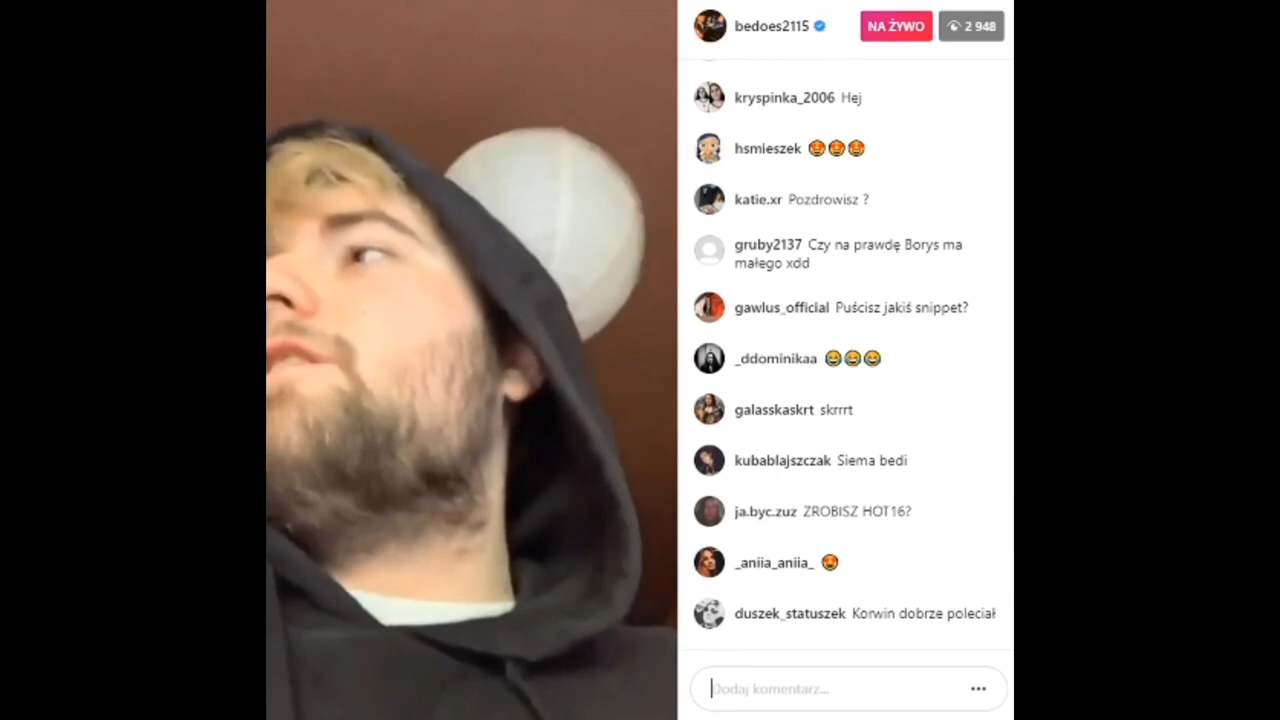 bedoes2115
NA ŻYWO
2 948
kryspinka_2006 Hej
hsmieszek 🤩🤩🤩
katie.xr Pozdrowisz ?
gruby2137 Czy na prawdę Borys ma
małego xdd
gawlus_official Puścisz jakiś snippet?
_ddominikaa 😂😂😂
galasskaskrt skrrrt
kubablajszczak Siema bedi
ja.byc.zuz ZROBISZ HOT16?
_aniia_aniia_ 🤩
duszek_statuszek Korwin dobrze poleciał
Dodaj komentarz...